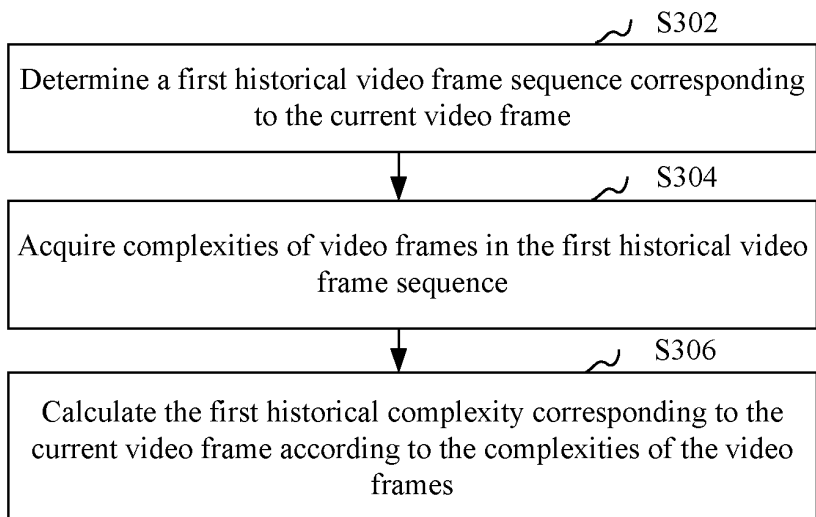 S302
Determine a first historical video frame sequence corresponding
to the current video frame
S304
Acquire complexities of video frames in the first historical video
frame sequence
S306
Calculate the first historical complexity corresponding to the
current video frame according to the complexities of the video
frames